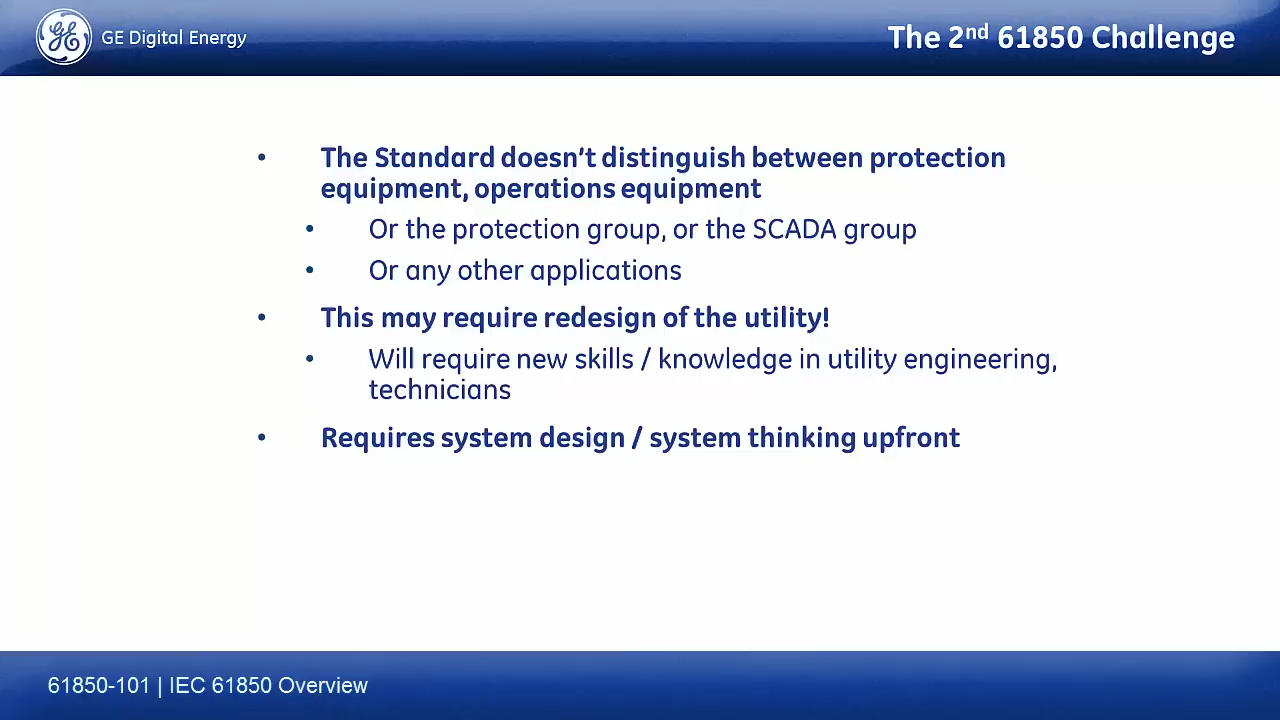 GE Digital Energy
The 2nd 61850 Challenge
• The Standard doesn't distinguish between protection
equipment, operations equipment
• Or the protection group, or the SCADA group
• Or any other applications
• This may require redesign of the utility!
• Will require new skills / knowledge in utility engineering,
technicians
• Requires system design / system thinking upfront
61850-101 | IEC 61850 Overview